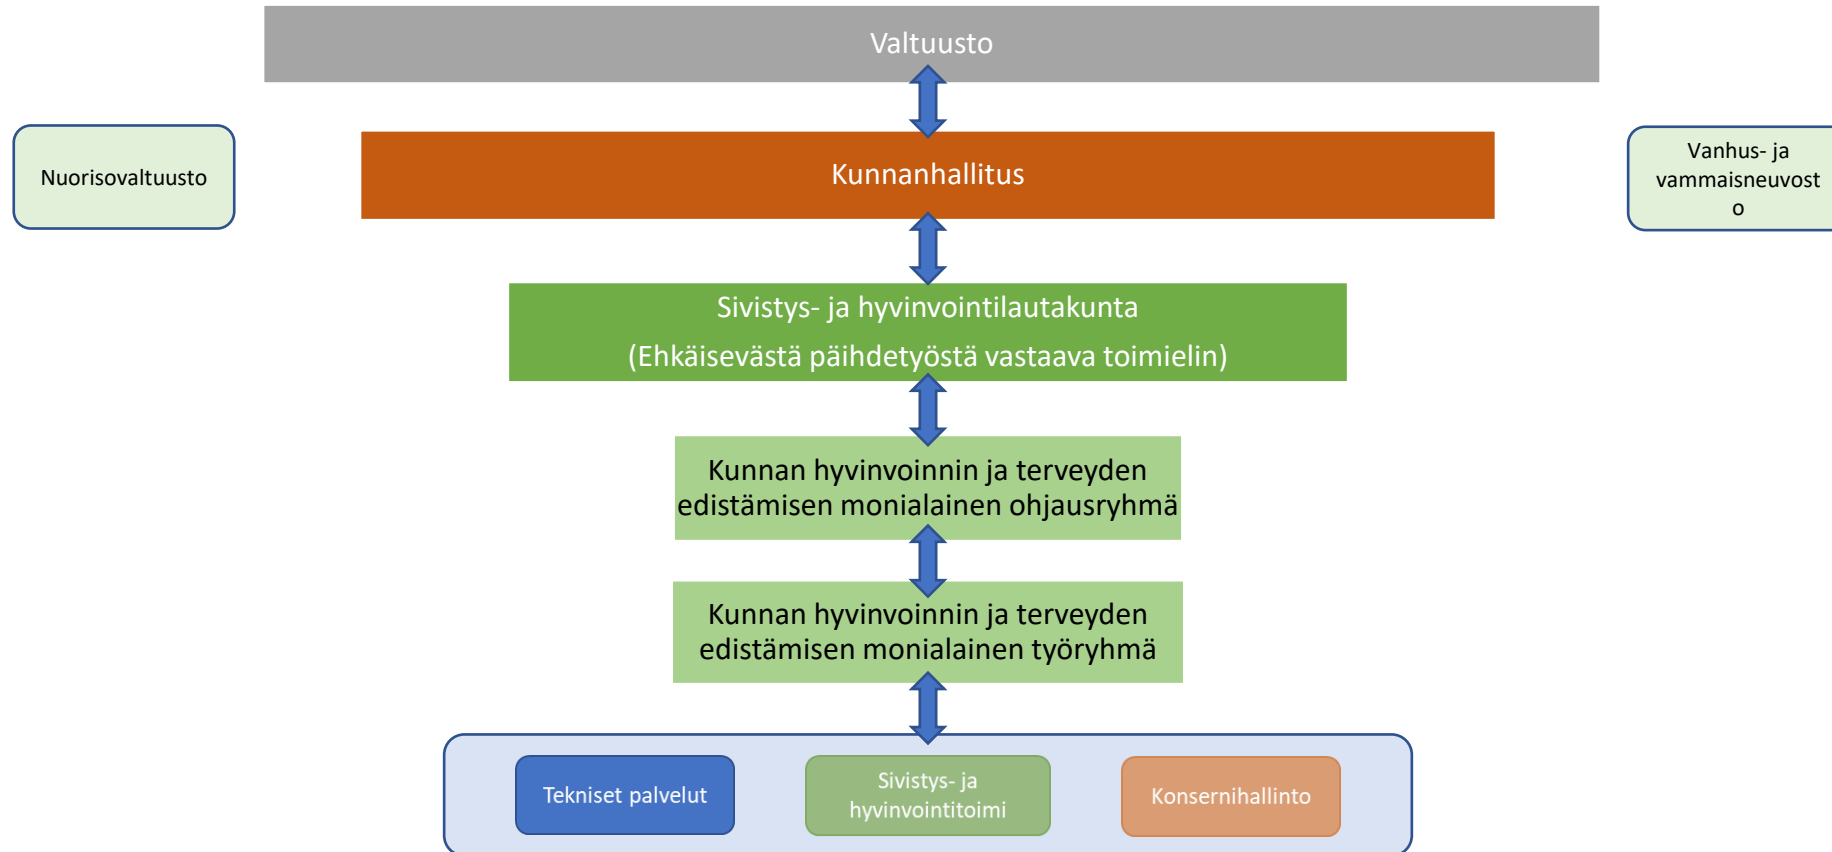 Valtuusto
Nuorisovaltuusto
Kunnanhallitus
Vanhus- ja
vammaisneuvost
o
Sivistys- ja hyvinvointilautakunta
(Ehkäisevästä päihdetyöstä vastaava toimielin)
Kunnan hyvinvoinnin ja terveyden
edistämisen monialainen ohjausryhmä
Kunnan hyvinvoinnin ja terveyden
edistämisen monialainen työryhmä
Tekniset palvelut
Sivistys- ja
hyvinvointitoimi
Konsernihallinto